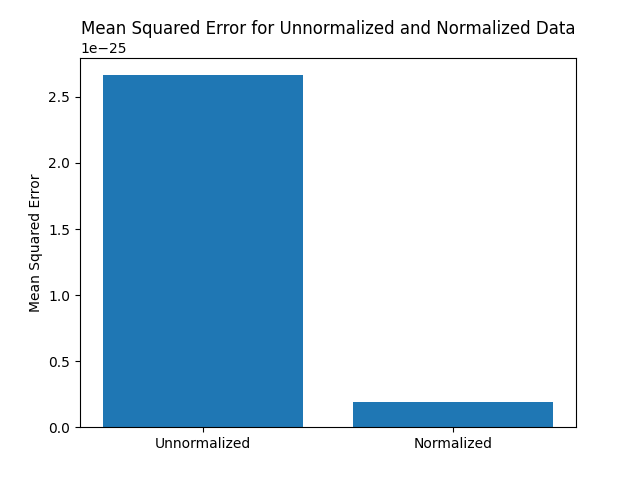 Mean Squared Error for Unnormalized and Normalized Data
1e−25
2.5
2.0
1.5
1.0
0.5
0.0
Mean Squared Error
Unnormalized
Normalized